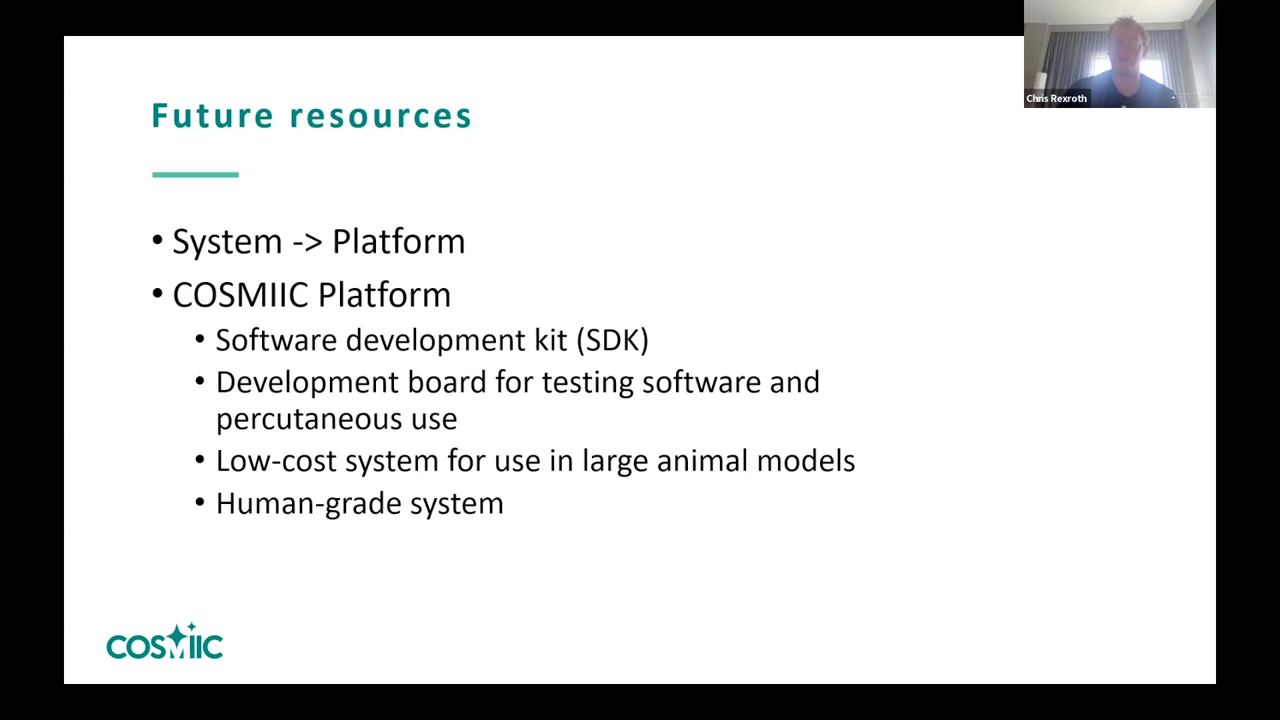 Chris Rexroth
Future resources
• System -> Platform
• COSMIIC Platform
• Software development kit (SDK)
• Development board for testing software and
percutaneous use
• Low-cost system for use in large animal models
• Human-grade system
COSMIIC